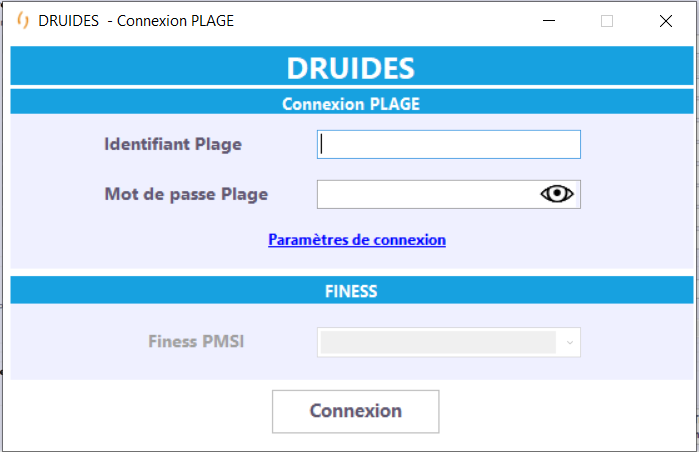 DRUIDES - Connexion PLAGE
DRUIDES
Connexion PLAGE
Identifiant Plage
Mot de passe Plage
Paramètres de connexion
FINESS
Finess PMSI
Connexion